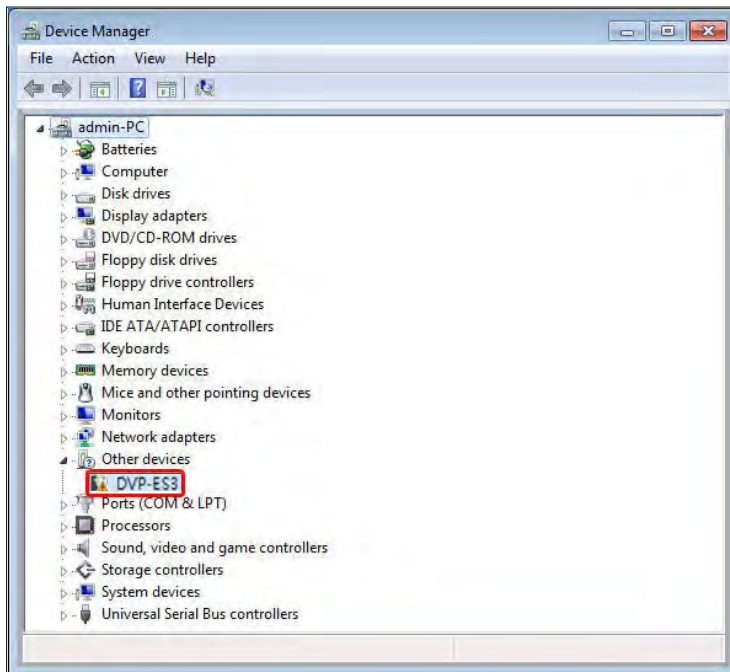 Device Manager
File Action View Help
admin-PC
Batteries
Computer
Disk drives
Display adapters
DVD/CD-ROM drives
Floppy disk drives
Floppy drive controllers
Human Interface Devices
IDE ATA/ATAPI controllers
Keyboards
Memory devices
Mice and other pointing devices
Monitors
Network adapters
Other devices
DVP-ES3
Ports (COM & LPT)
Processors
Sound, video and game controllers
Storage controllers
System devices
Universal Serial Bus controllers